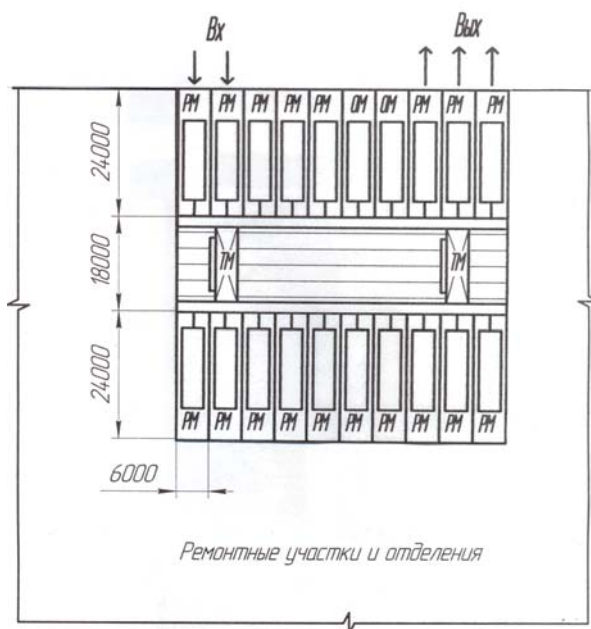 Вх Вых
РМ РМ РМ РМ РМ ОМ ОМ РМ РМ РМ
24000
18000
ТМ ТМ
24000
РМ РМ РМ РМ РМ РМ РМ РМ РМ РМ
6000
Ремонтные участки и отделения